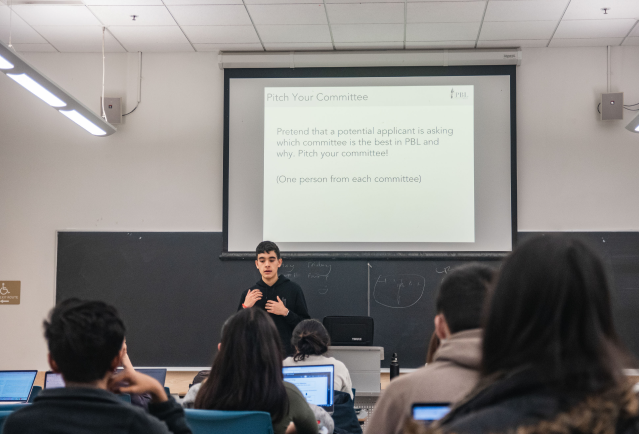 Pitch Your Committee
PBL
Pretend that a potential applicant is asking
which committee is the best in PBL and
why. Pitch your committee!
(One person from each committee)